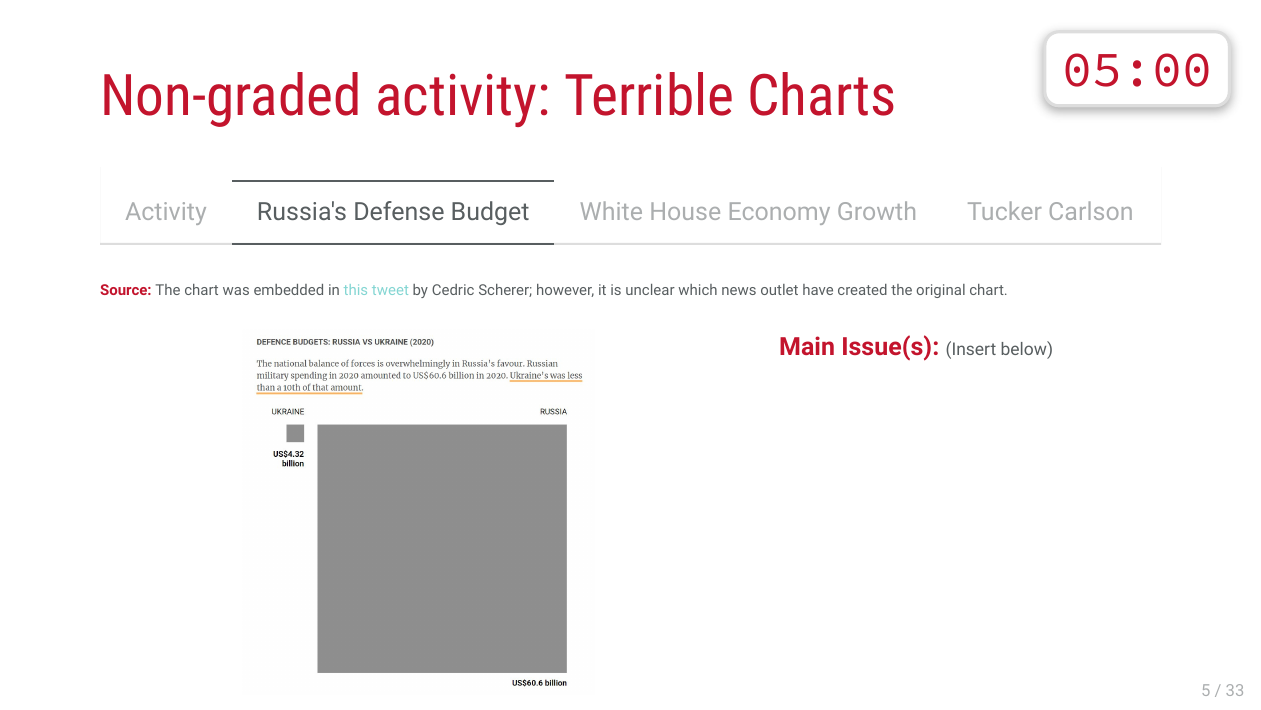 Non-graded activity: Terrible Charts
05:00
Activity
Russia's Defense Budget
White House Economy Growth
Tucker Carlson
Source: The chart was embedded in this tweet by Cedric Scherer; however, it is unclear which news outlet have created the original chart.
DEFENCE BUDGETS: RUSSIA VS UKRAINE (2020)
The national balance of forces is overwhelmingly in Russia's favour. Russian
military spending in 2020 amounted to US$60.6 billion in 2020. Ukraine's was less
than a 10th of that amount.
UKRAINE
RUSSIA
US$4.32
billion
US$60.6 billion
Main Issue(s): (Insert below)
5 / 33